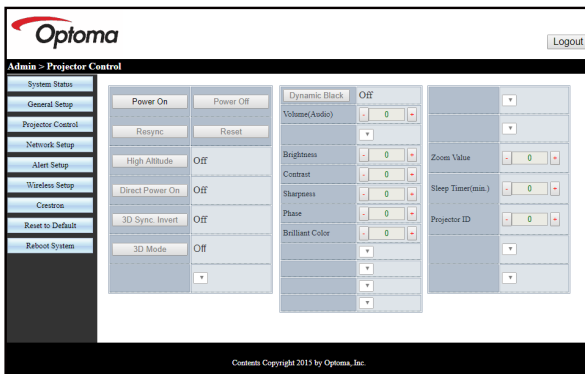 Optoma
Logout
Admin > Projector Control
System Status
General Setup
Projector Control
Network Setup
Alert Setup
Wireless Setup
Crestron
Reset to Default
Reboot System
Power On Power Off
Resync Reset
High Altitude Off
Direct Power On Off
3D Sync. Invert Off
3D Mode Off
Dynamic Black Off
Volume(Audio) - 0 +
Brightness - 0 +
Contrast - 0 +
Sharpness - 0 +
Phase - 0 +
Brilliant Color - 0 +
Zoom Value - 0 +
Sleep Timer(min.) - 0 +
Projector ID - 0 +
Contents Copyright 2015 by Optoma, Inc.